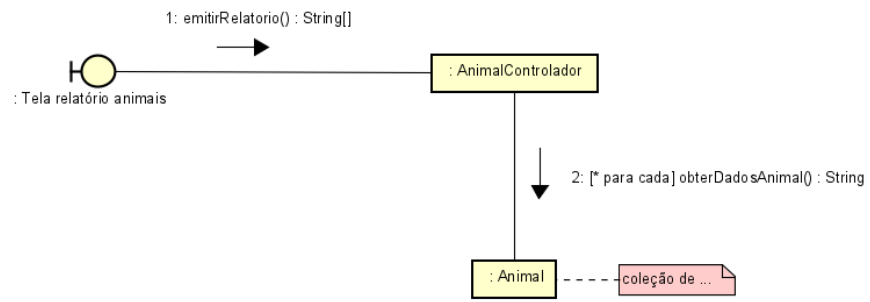 1: emitirRelatorio() : String[]
: AnimalControlador
: Tela relatório animais
2: [* para cada] obterDadosAnimal() : String
: Animal
coleção de ...